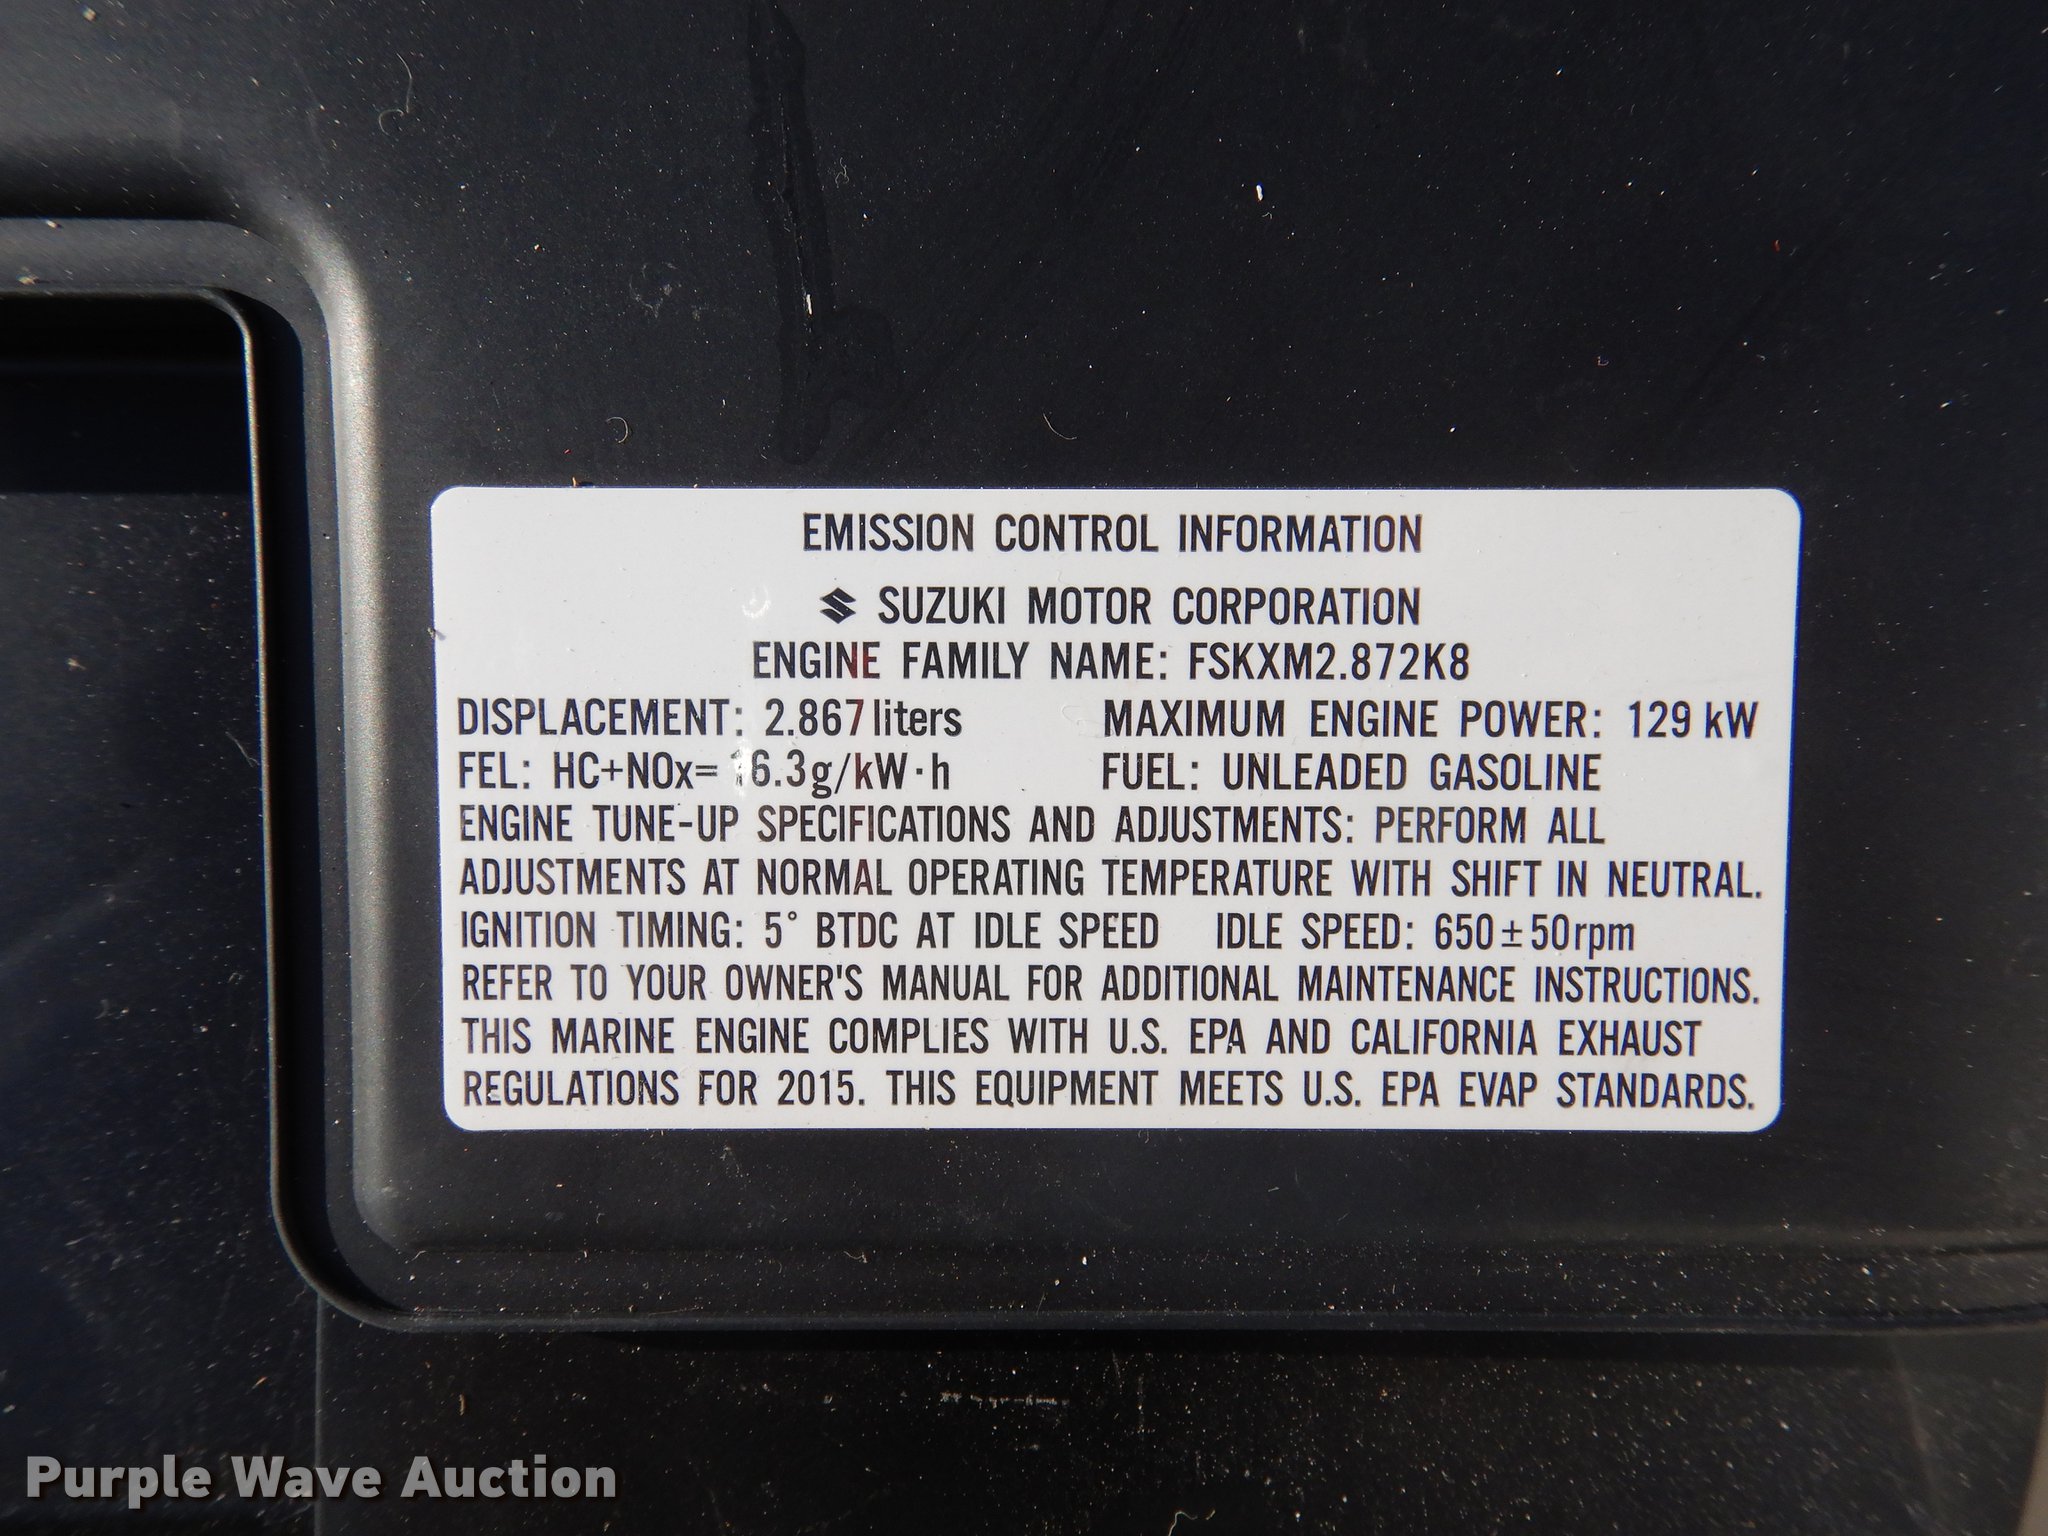 EMISSION CONTROL INFORMATION
SUZUKI MOTOR CORPORATION
ENGINE FAMILY NAME: FSKXM2.872K8
DISPLACEMENT: 2.867 liters MAXIMUM ENGINE POWER: 129 kW
FEL: HC+NOx= 16.3g/kW·h FUEL: UNLEADED GASOLINE
ENGINE TUNE-UP SPECIFICATIONS AND ADJUSTMENTS: PERFORM ALL
ADJUSTMENTS AT NORMAL OPERATING TEMPERATURE WITH SHIFT IN NEUTRAL.
IGNITION TIMING: 5° BTDC AT IDLE SPEED IDLE SPEED: 650±50rpm
REFER TO YOUR OWNER'S MANUAL FOR ADDITIONAL MAINTENANCE INSTRUCTIONS.
THIS MARINE ENGINE COMPLIES WITH U.S. EPA AND CALIFORNIA EXHAUST
REGULATIONS FOR 2015. THIS EQUIPMENT MEETS U.S. EPA EVAP STANDARDS.
Purple Wave Auction